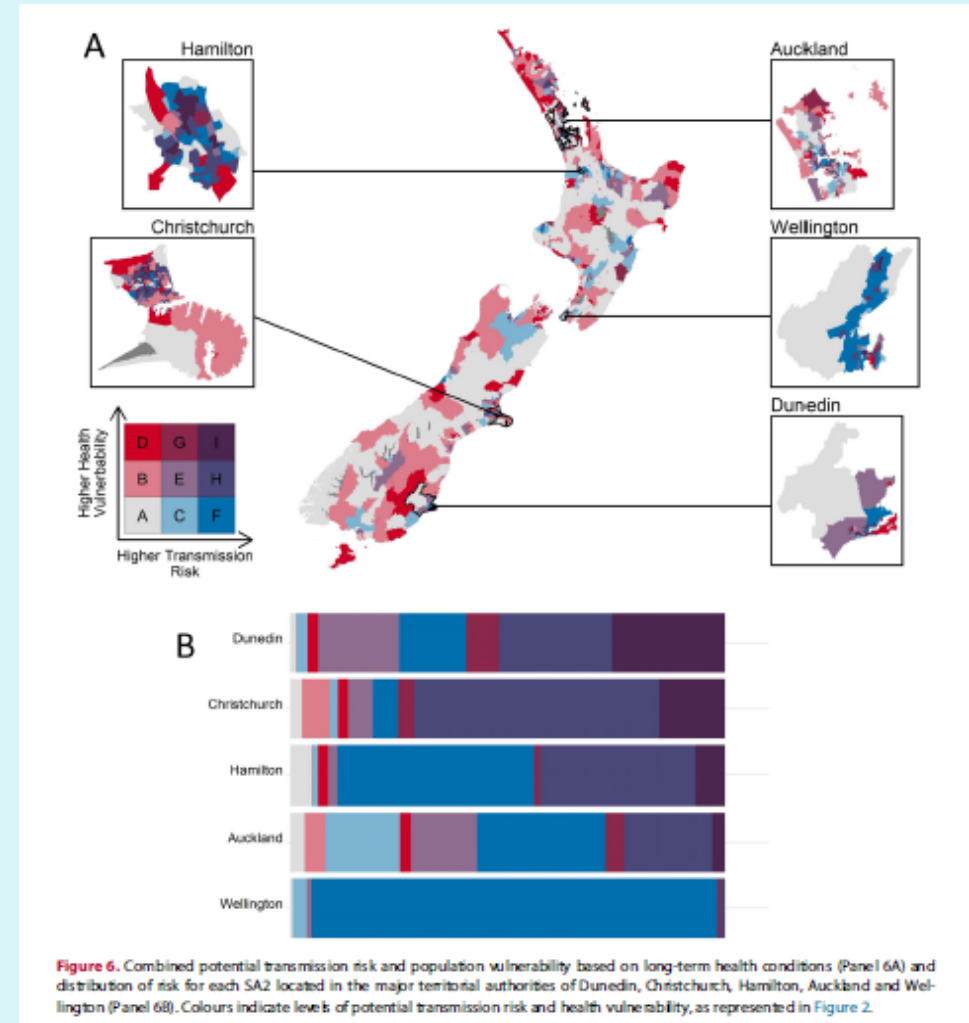 A
Hamilton
Auckland
Christchurch
Wellington
Dunedin
Higher Health
Vulnerbability
D G I
B E H
A C F
Higher Transmission
Risk
B
Dunedin
Christchurch
Hamilton
Auckland
Wellington
Figure 6. Combined potential transmission risk and population vulnerability based on long-term health conditions (Panel 6A) and
distribution of risk for each SA2 located in the major territorial authorities of Dunedin, Christchurch, Hamilton, Auckland and Wel-
lington (Panel 6B). Colours indicate levels of potential transmission risk and health vulnerability, as represented in Figure 2.